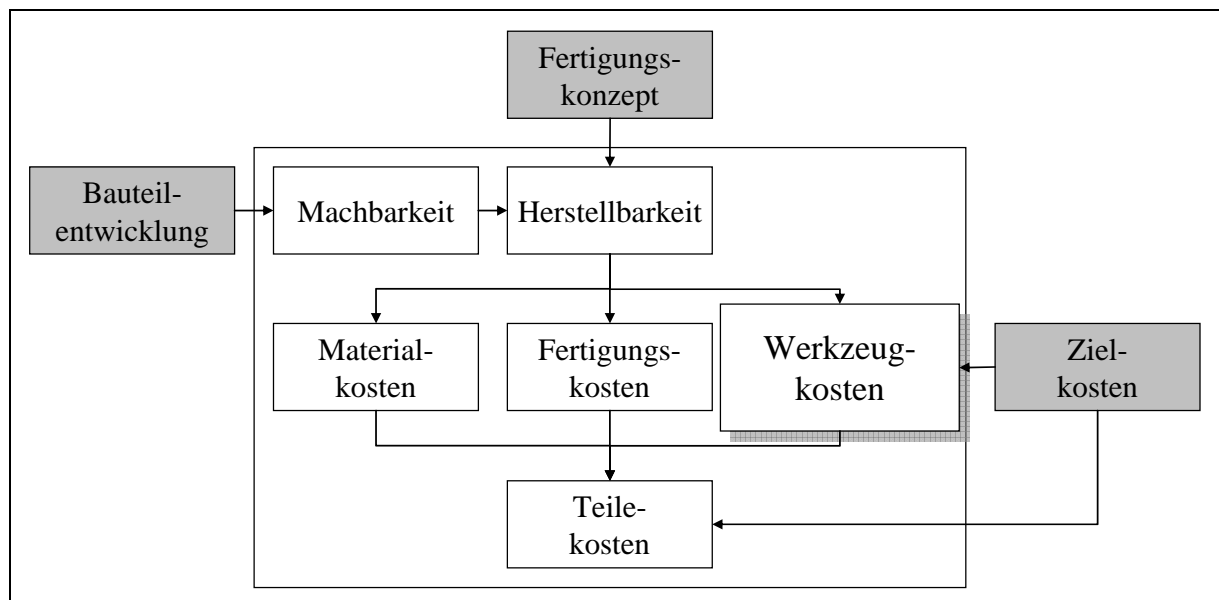 Fertigungs-
konzept
Bauteil-
entwicklung
Machbarkeit
Herstellbarkeit
Material-
kosten
Fertigungs-
kosten
Werkzeug-
kosten
Ziel-
kosten
Teile-
kosten